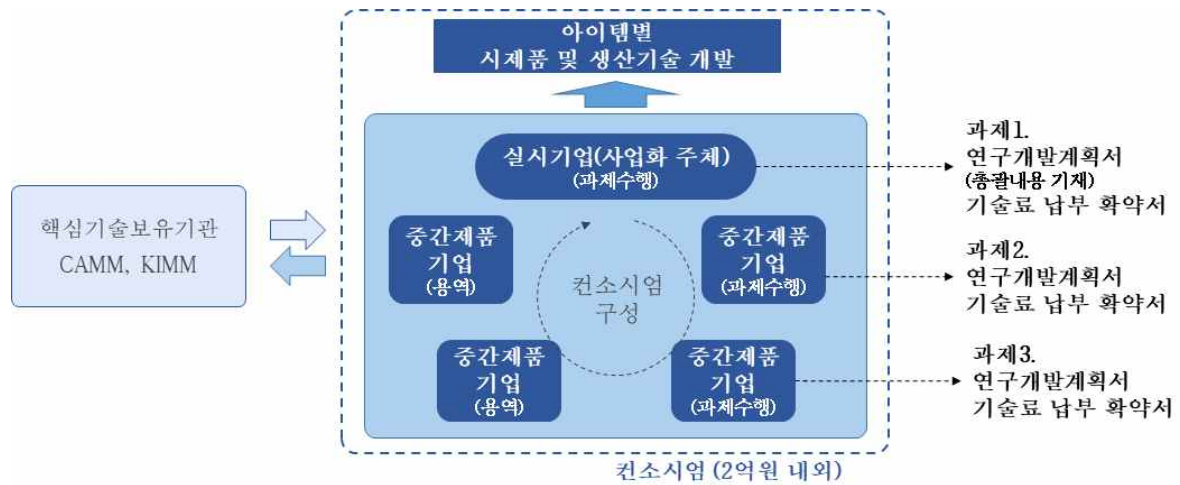 아이템별
시제품 및 생산기술 개발
실시기업(사업화 주체)
(과제수행)
핵심기술보유기관
CAMM, KIMM
중간제품
기업
(용역)
중간제품
기업
(과제수행)
컨소시엄
구성
중간제품
기업
(용역)
중간제품
기업
(과제수행)
과제1.
연구개발계획서
(총괄내용 기재)
기술료 납부 확약서
과제2.
연구개발계획서
기술료 납부 확약서
과제3.
연구개발계획서
기술료 납부 확약서
컨소시엄 (2억원 내외)